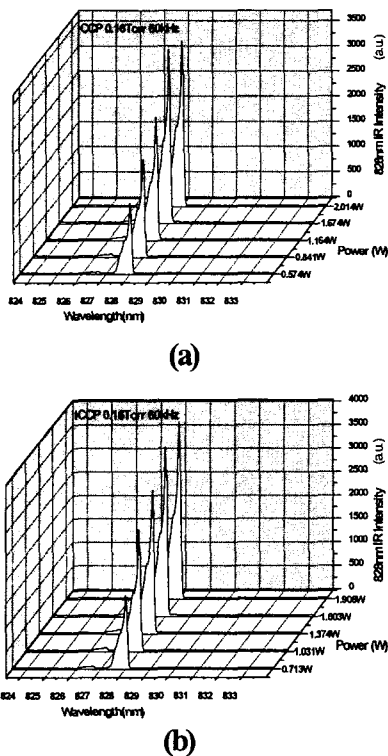 CCP 0.16Torr 60kHz
3500
3000
2500
2000
1500
1000
500
0
828nm IR Intensity (a.u.)
2.014W
1.674W
1.164W
0.841W
0.574W
Power (W)
824 825 826 827 828 829 830 831 832 833
Wavelength(nm)
(a)
ICCP 0.16Torr 60kHz
4000
3500
3000
2500
2000
1500
1000
500
0
828nm IR Intensity (a.u.)
1.908W
1.603W
1.374W
1.031W
0.713W
Power (W)
824 825 826 827 828 829 830 831 832 833
Wavelength(nm)
(b)